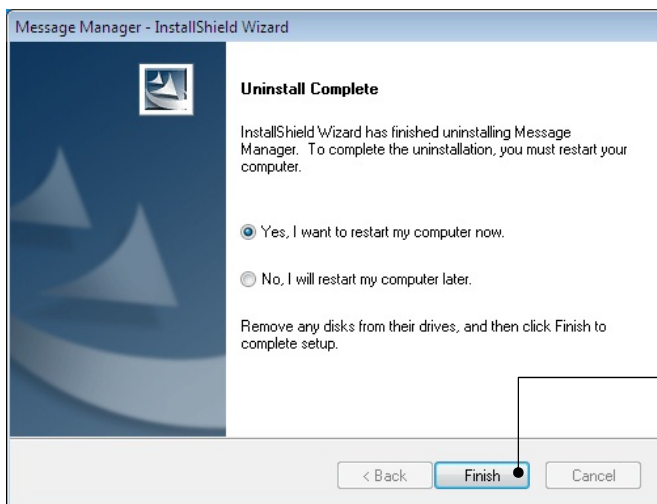 Message Manager - InstallShield Wizard
Uninstall Complete
InstallShield Wizard has finished uninstalling Message
Manager. To complete the uninstallation, you must restart your
computer.
Yes, I want to restart my computer now.
No, I will restart my computer later.
Remove any disks from their drives, and then click Finish to
complete setup.
< Back
Finish
Cancel